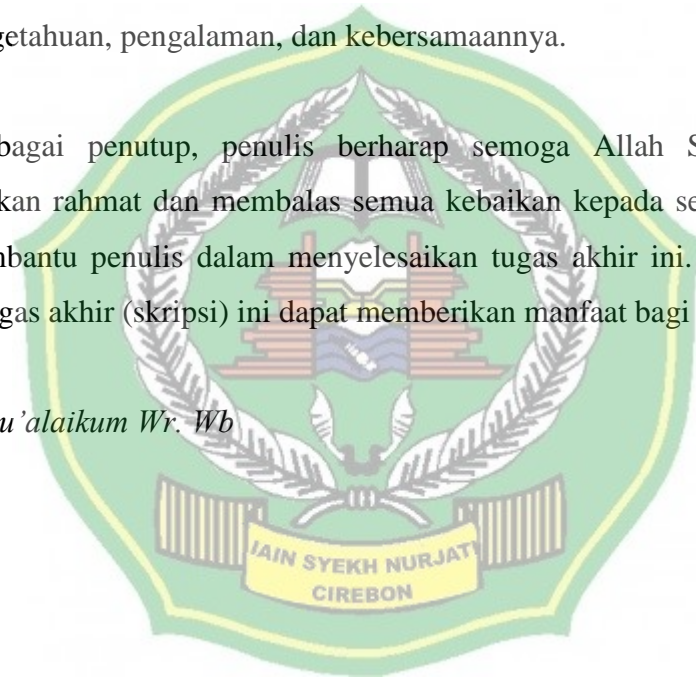 getahuan, pengalaman, dan kebersamaannya.
bagai penutup, penulis berharap semoga Allah S
kan rahmat dan membalas semua kebaikan kepada se
bantu penulis dalam menyelesaikan tugas akhir ini.
gas akhir (skripsi) ini dapat memberikan manfaat bagi
u’alaikum Wr. Wb
IAIN SYEKH NURJATI
CIREBON